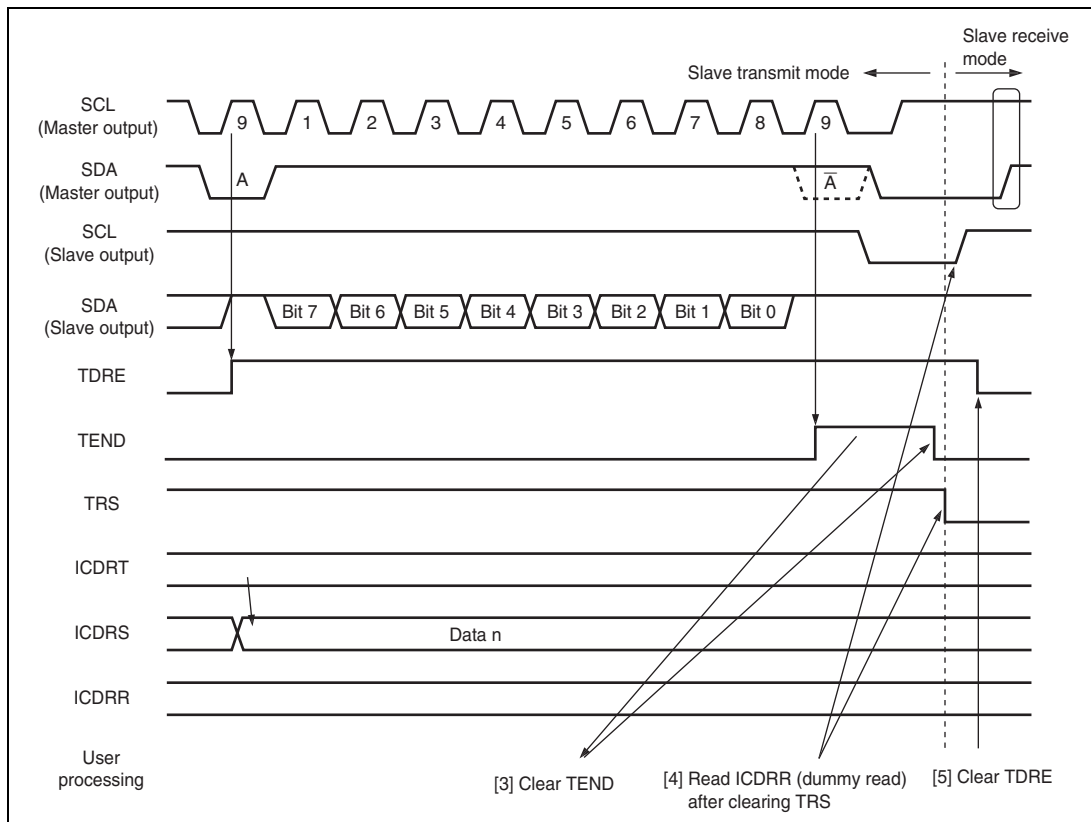 Slave receive
mode
Slave transmit mode
SCL
(Master output)
9 1 2 3 4 5 6 7 8 9
SDA
(Master output)
A A̅
SCL
(Slave output)
SDA
(Slave output)
Bit 7 Bit 6 Bit 5 Bit 4 Bit 3 Bit 2 Bit 1 Bit 0
TDRE
TEND
TRS
ICDRT
ICDRS
Data n
ICDRR
User
processing
[3] Clear TEND
[4] Read ICDRR (dummy read)
after clearing TRS
[5] Clear TDRE